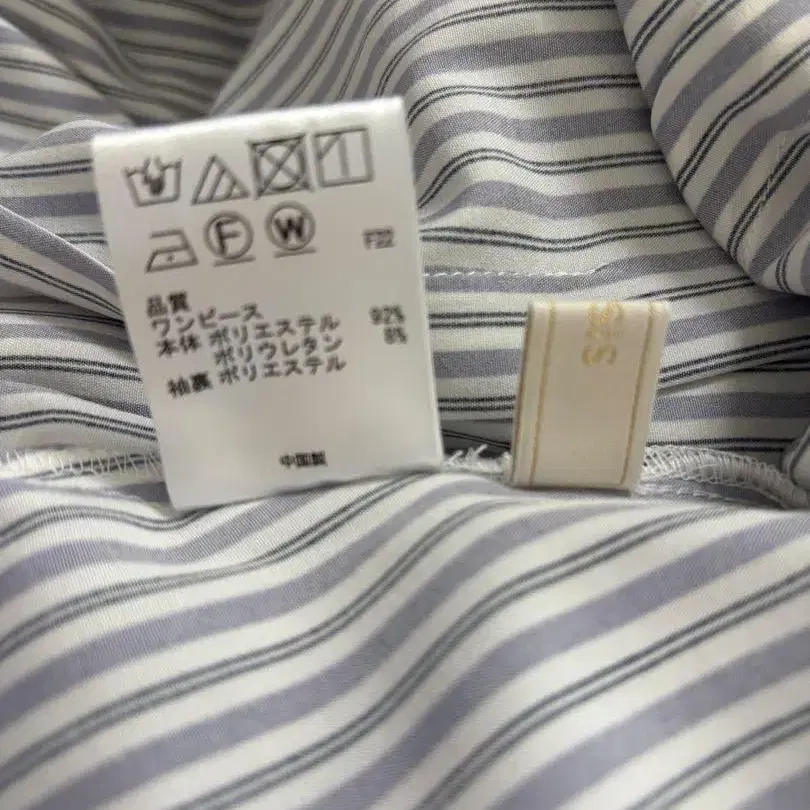 F W F22
品質
ワンピース
本体 ポリエステル 92%
ポリウレタン 8%
袖裏 ポリエステル
中国製
S